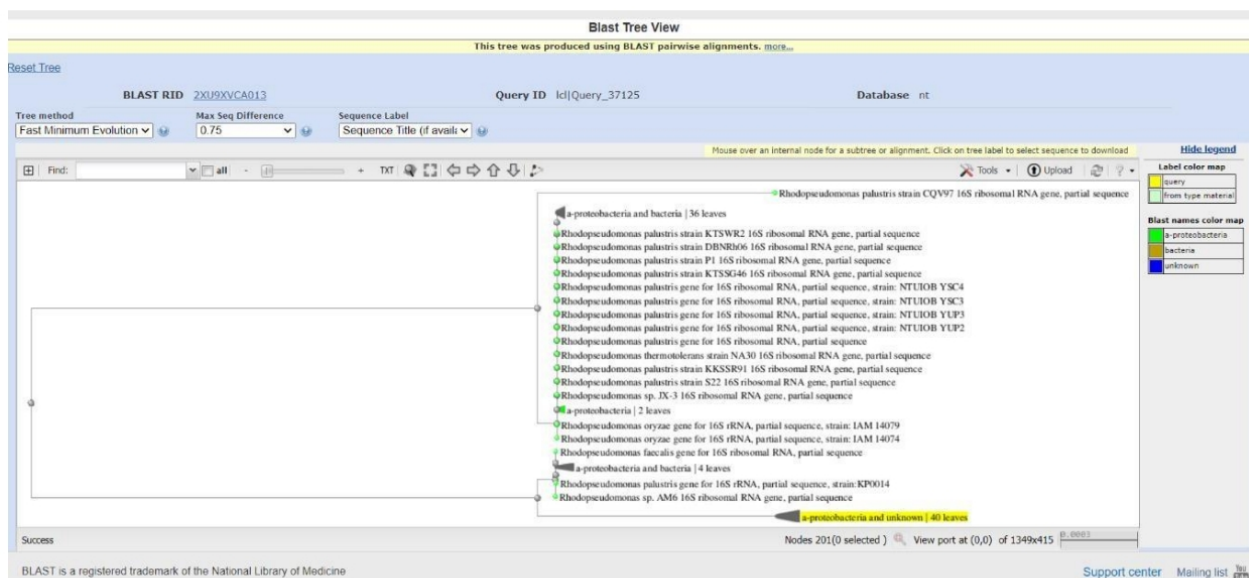 Blast Tree View
This tree was produced using BLAST pairwise alignments. more...
Reset Tree
BLAST RID 2XU9XVCA013 Query ID lcl|Query_37125 Database nt
Tree method Max Seq Difference Sequence Label
Fast Minimum Evolution 0.75 Sequence Title (if availa
Mouse over an internal node for a subtree or alignment. Click on tree label to select sequence to download
Hide legend
Find: all - + TXT Tools Upload ?
Label color map
query
from type material
Blast names color map
a-proteobacteria
bacteria
unknown
Rhodopseudomonas palustris strain CQV97 16S ribosomal RNA gene, partial sequence
a-proteobacteria and bacteria | 36 leaves
Rhodopseudomonas palustris strain KTSWR2 16S ribosomal RNA gene, partial sequence
Rhodopseudomonas palustris strain DBNRh06 16S ribosomal RNA gene, partial sequence
Rhodopseudomonas palustris strain P1 16S ribosomal RNA gene, partial sequence
Rhodopseudomonas palustris strain KTSSG46 16S ribosomal RNA gene, partial sequence
Rhodopseudomonas palustris gene for 16S ribosomal RNA, partial sequence, strain: NTUIOB YSC4
Rhodopseudomonas palustris gene for 16S ribosomal RNA, partial sequence, strain: NTUIOB YSC3
Rhodopseudomonas palustris gene for 16S ribosomal RNA, partial sequence, strain: NTUIOB YUP3
Rhodopseudomonas palustris gene for 16S ribosomal RNA, partial sequence, strain: NTUIOB YUP2
Rhodopseudomonas palustris gene for 16S ribosomal RNA, partial sequence
Rhodopseudomonas thermotolerans strain NA30 16S ribosomal RNA gene, partial sequence
Rhodopseudomonas palustris strain KKSSR91 16S ribosomal RNA gene, partial sequence
Rhodopseudomonas palustris strain S22 16S ribosomal RNA gene, partial sequence
Rhodopseudomonas sp. JX-3 16S ribosomal RNA gene, partial sequence
a-proteobacteria | 2 leaves
Rhodopseudomonas oryzae gene for 16S rRNA, partial sequence, strain: IAM 14079
Rhodopseudomonas oryzae gene for 16S rRNA, partial sequence, strain: IAM 14074
Rhodopseudomonas faecalis gene for 16S ribosomal RNA, partial sequence
a-proteobacteria and bacteria | 4 leaves
Rhodopseudomonas palustris gene for 16S rRNA, partial sequence, strain:KP0014
Rhodopseudomonas sp. AM6 16S ribosomal RNA gene, partial sequence
a-proteobacteria and unknown | 40 leaves
Success Nodes 201(0 selected ) View port at (0,0) of 1349x415 0.0003
BLAST is a registered trademark of the National Library of Medicine Support center Mailing list You